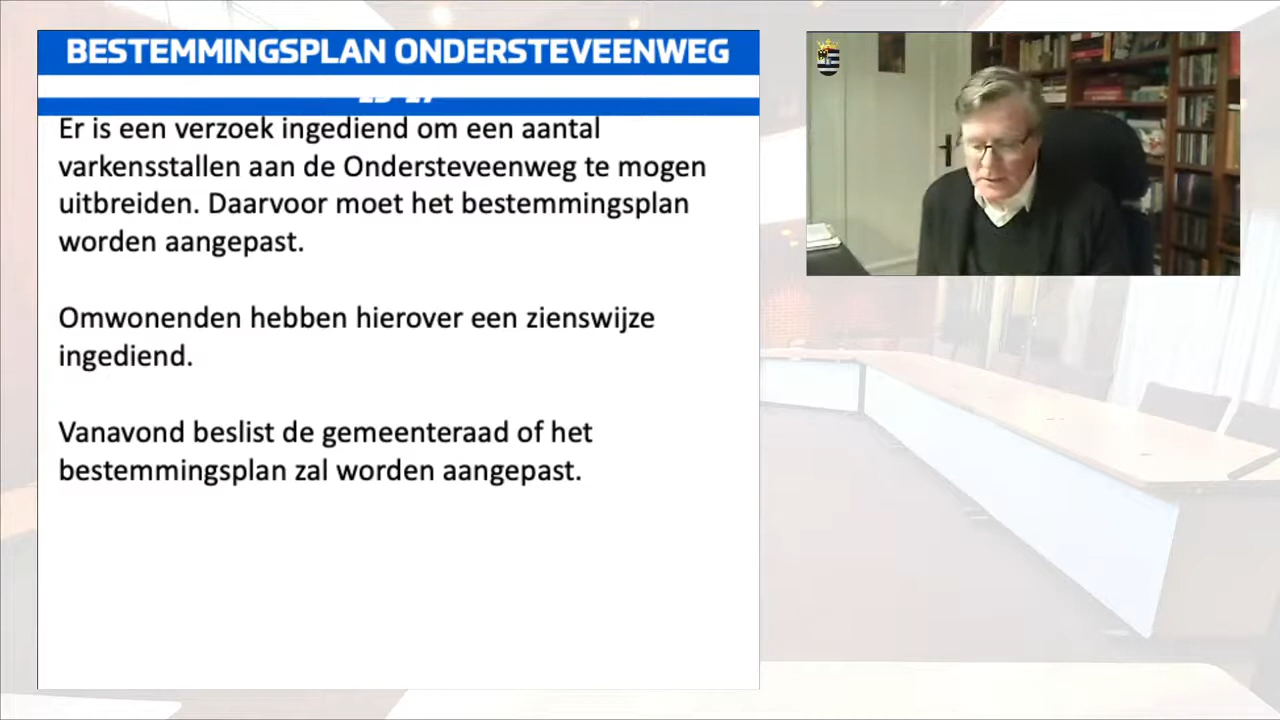 BESTEMMINGSPLAN ONDERSTEVEENWEG
Er is een verzoek ingediend om een aantal
varkensstallen aan de Ondersteveenweg te mogen
uitbreiden. Daarvoor moet het bestemmingsplan
worden aangepast.
Omwonenden hebben hierover een zienswijze
ingediend.
Vanavond beslist de gemeenteraad of het
bestemmingsplan zal worden aangepast.